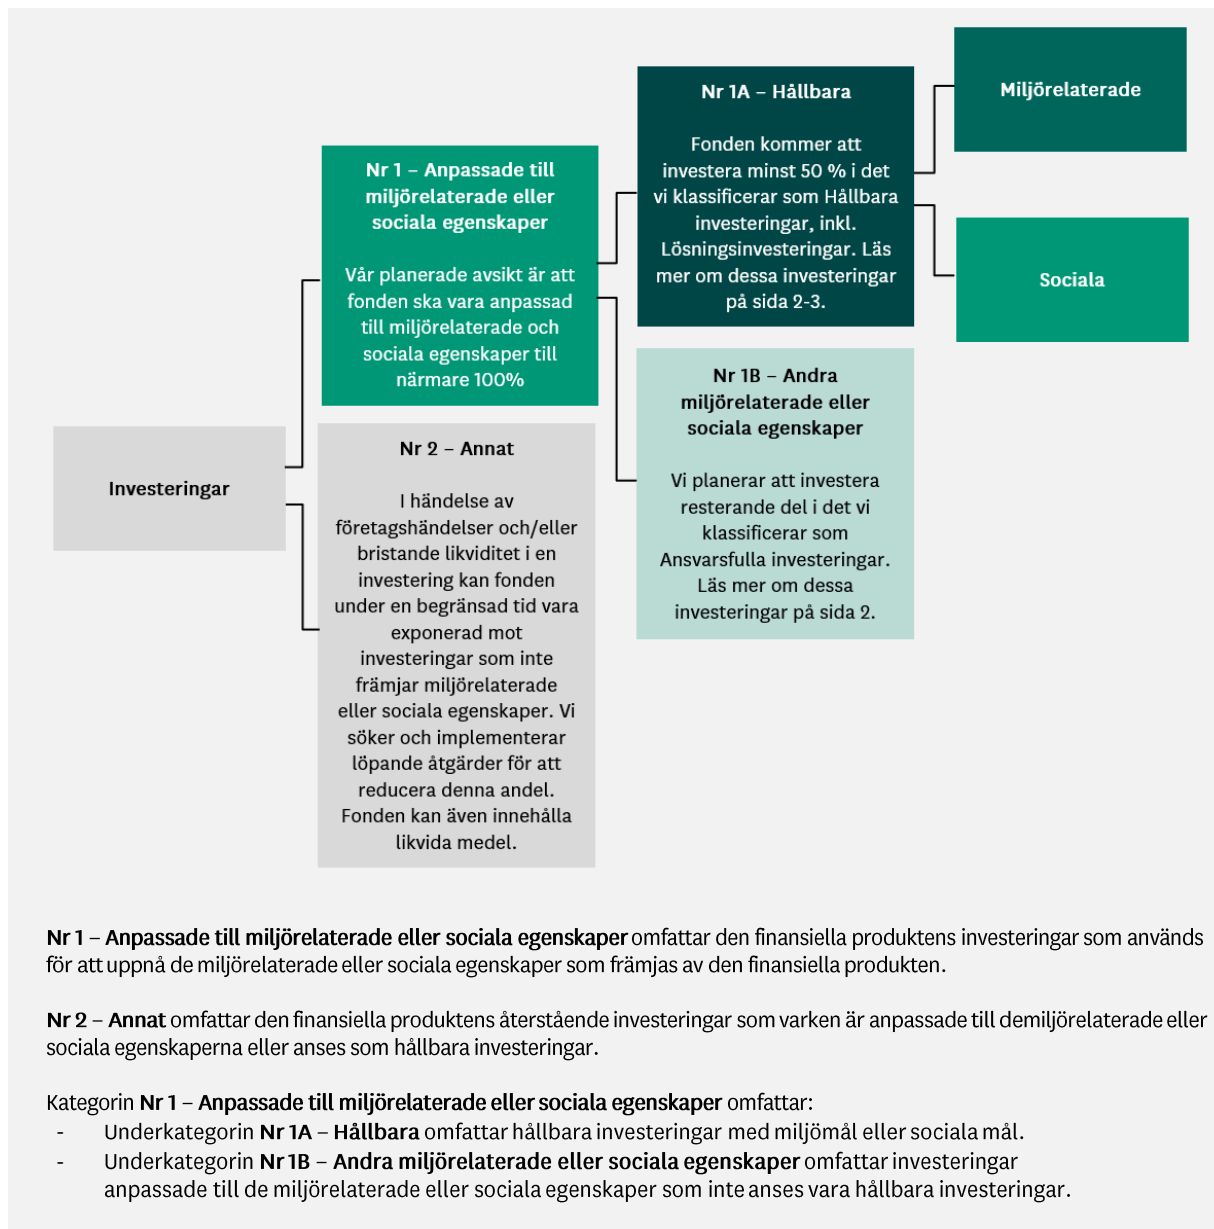 Investeringar
Nr 1 – Anpassade till
miljörelaterade eller
sociala egenskaper
Vår planerade avsikt är att
fonden ska vara anpassad
till miljörelaterade och
sociala egenskaper till
närmare 100%
Nr 2 – Annat
I händelse av
företagshändelser och/eller
bristande likviditet i en
investering kan fonden
under en begränsad tid vara
exponerad mot
investeringar som inte
främjar miljörelaterade
eller sociala egenskaper. Vi
söker och implementerar
löpande åtgärder för att
reducera denna andel.
Fonden kan även innehålla
likvida medel.
Nr 1A – Hållbara
Fonden kommer att
investera minst 50 % i det
vi klassificerar som Hållbara
investeringar, inkl.
Lösningsinvesteringar. Läs
mer om dessa investeringar
på sida 2-3.
Nr 1B – Andra
miljörelaterade eller
sociala egenskaper
Vi planerar att investera
resterande del i det vi
klassificerar som
Ansvarsfulla investeringar.
Läs mer om dessa
investeringar på sida 2.
Miljörelaterade
Sociala
Nr 1 – Anpassade till miljörelaterade eller sociala egenskaper omfattar den finansiella produktens investeringar som används
för att uppnå de miljörelaterade eller sociala egenskaper som främjas av den finansiella produkten.
Nr 2 – Annat omfattar den finansiella produktens återstående investeringar som varken är anpassade till demiljörelaterade eller
sociala egenskaperna eller anses som hållbara investeringar.
Kategorin Nr 1 – Anpassade till miljörelaterade eller sociala egenskaper omfattar:
- Underkategorin Nr 1A – Hållbara omfattar hållbara investeringar med miljömål eller sociala mål.
- Underkategorin Nr 1B – Andra miljörelaterade eller sociala egenskaper omfattar investeringar
anpassade till de miljörelaterade eller sociala egenskaper som inte anses vara hållbara investeringar.